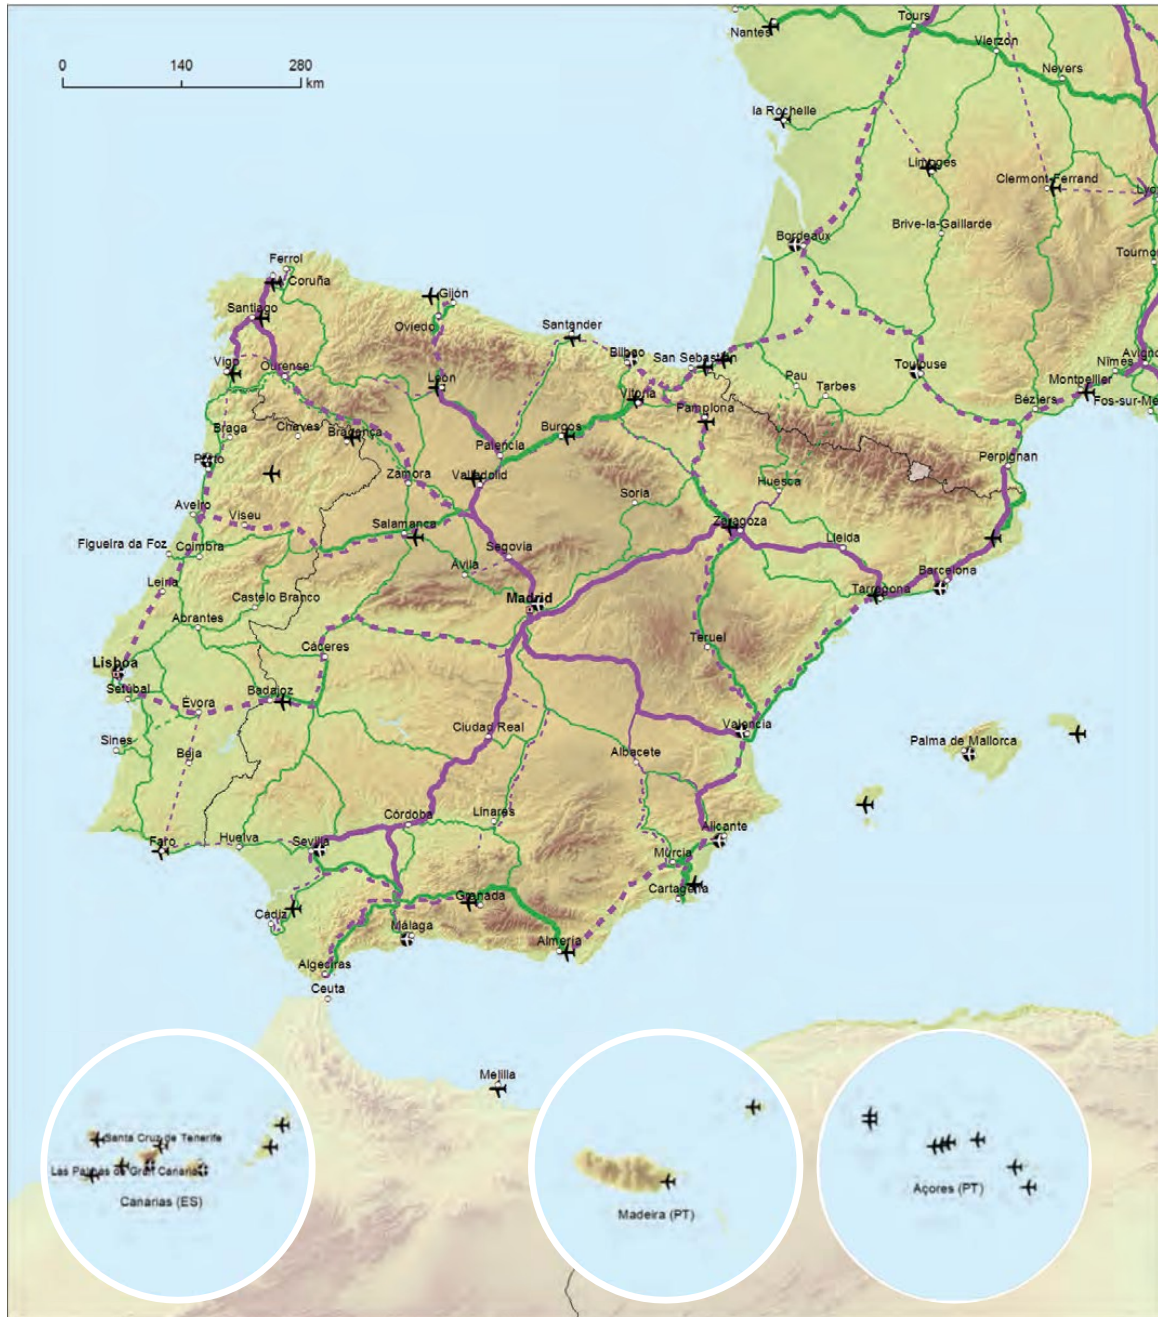 Tours
Nantes
Vierzon
Nevers
0 140 280
km
la Rochelle
Limoges
Clermont-Ferrand
Brive-la-Gaillarde
Bordeaux
Ferrol
Coruña
Gijón
Santiago
Oviedo
Santander
Bilbao
San Sebastián
Vigo
Ourense
León
Toulouse
Nîmes
Montpellier
Pau
Tarbes
Vitoria
Béziers
Pamplona
Braga
Chaves
Bragança
Burgos
Palencia
Perpignan
Porto
Zamora
Valladolid
Huesca
Soria
Aveiro
Viseu
Salamanca
Zaragoza
Lleida
Figueira da Foz
Coimbra
Segovia
Ávila
Barcelona
Leiria
Castelo Branco
Madrid
Tarragona
Abrantes
Teruel
Cáceres
Lisboa
Setúbal
Évora
Badajoz
Ciudad Real
Valencia
Sines
Beja
Albacete
Palma de Mallorca
Córdoba
Linares
Alicante
Faro
Huelva
Sevilla
Murcia
Cartagena
Granada
Cádiz
Málaga
Almería
Algeciras
Ceuta
Melilla
Santa Cruz de Tenerife
Las Palmas de Gran Canaria
Canarias (ES)
Madeira (PT)
Açores (PT)